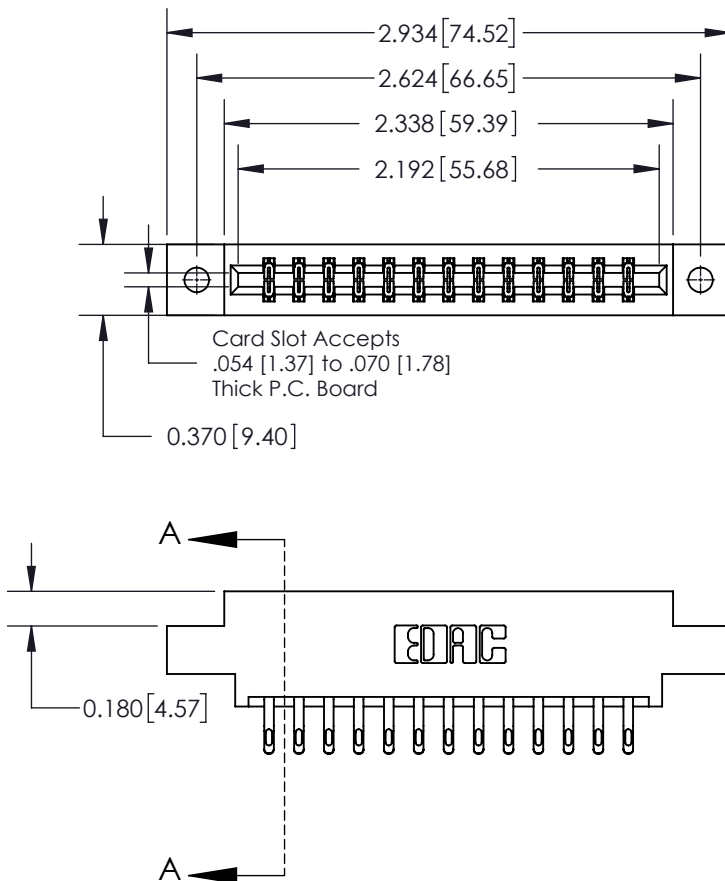 2.934[74.52]
2.624[66.65]
2.338[59.39]
2.192[55.68]
Card Slot Accepts
.054 [1.37] to .070 [1.78]
Thick P.C. Board
0.370[9.40]
A
EDAC
0.180[4.57]
A